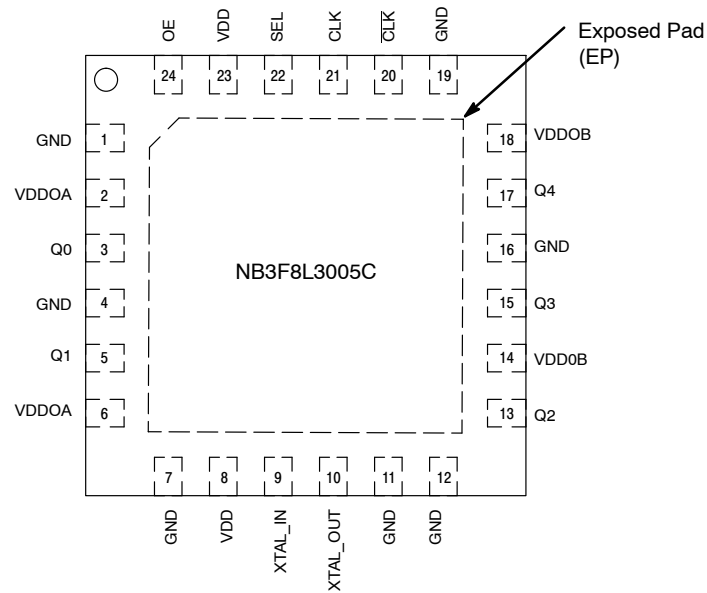 OE
VDD
SEL
CLK
CLK
GND
Exposed Pad
(EP)
24
23
22
21
20
19
GND 1
VDDOA 2
Q0 3
GND 4
Q1 5
VDDOA 6
NB3F8L3005C
18 VDDOB
17 Q4
16 GND
15 Q3
14 VDD0B
13 Q2
7
8
9
10
11
12
GND
VDD
XTAL_IN
XTAL_OUT
GND
GND